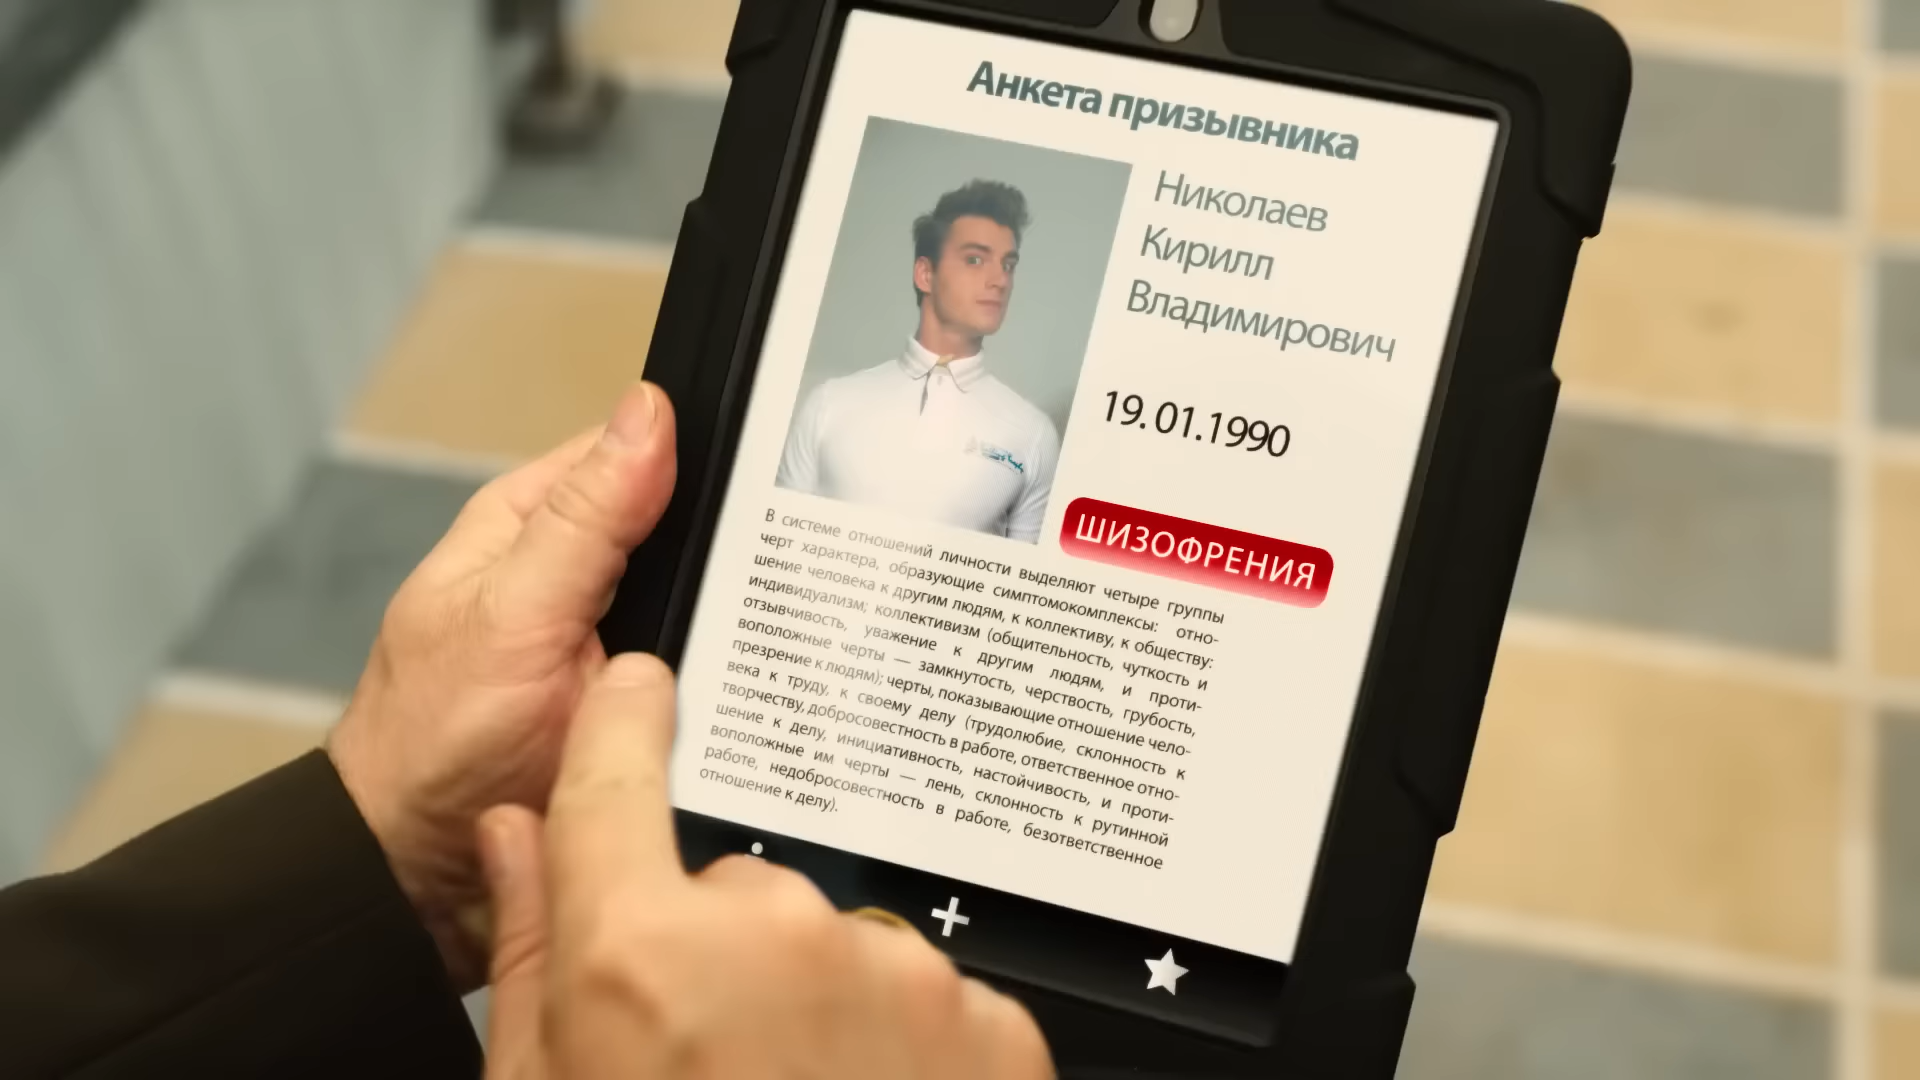 Анкета призывника
Николаев
Кирилл
Владимирович
19.01.1990
ШИЗОФРЕНИЯ
В системе отношений личности выделяют четыре группы
черт характера, образующие симптомокомплексы: отно-
шение человека к другим людям, к коллективу, к обществу:
индивидуализм; коллективизм (общительность, чуткость и
отзывчивость, уважение к другим людям, и проти-
воположные черты — замкнутость, черствость, грубость,
презрение к людям); черты, показывающие отношение чело-
века к труду, к своему делу (трудолюбие, склонность к
творчеству, добросовестность в работе, ответственное отно-
шение к делу, инициативность, настойчивость, и проти-
воположные им черты — лень, склонность к рутинной
работе, недобросовестность в работе, безответственное
отношение к делу).